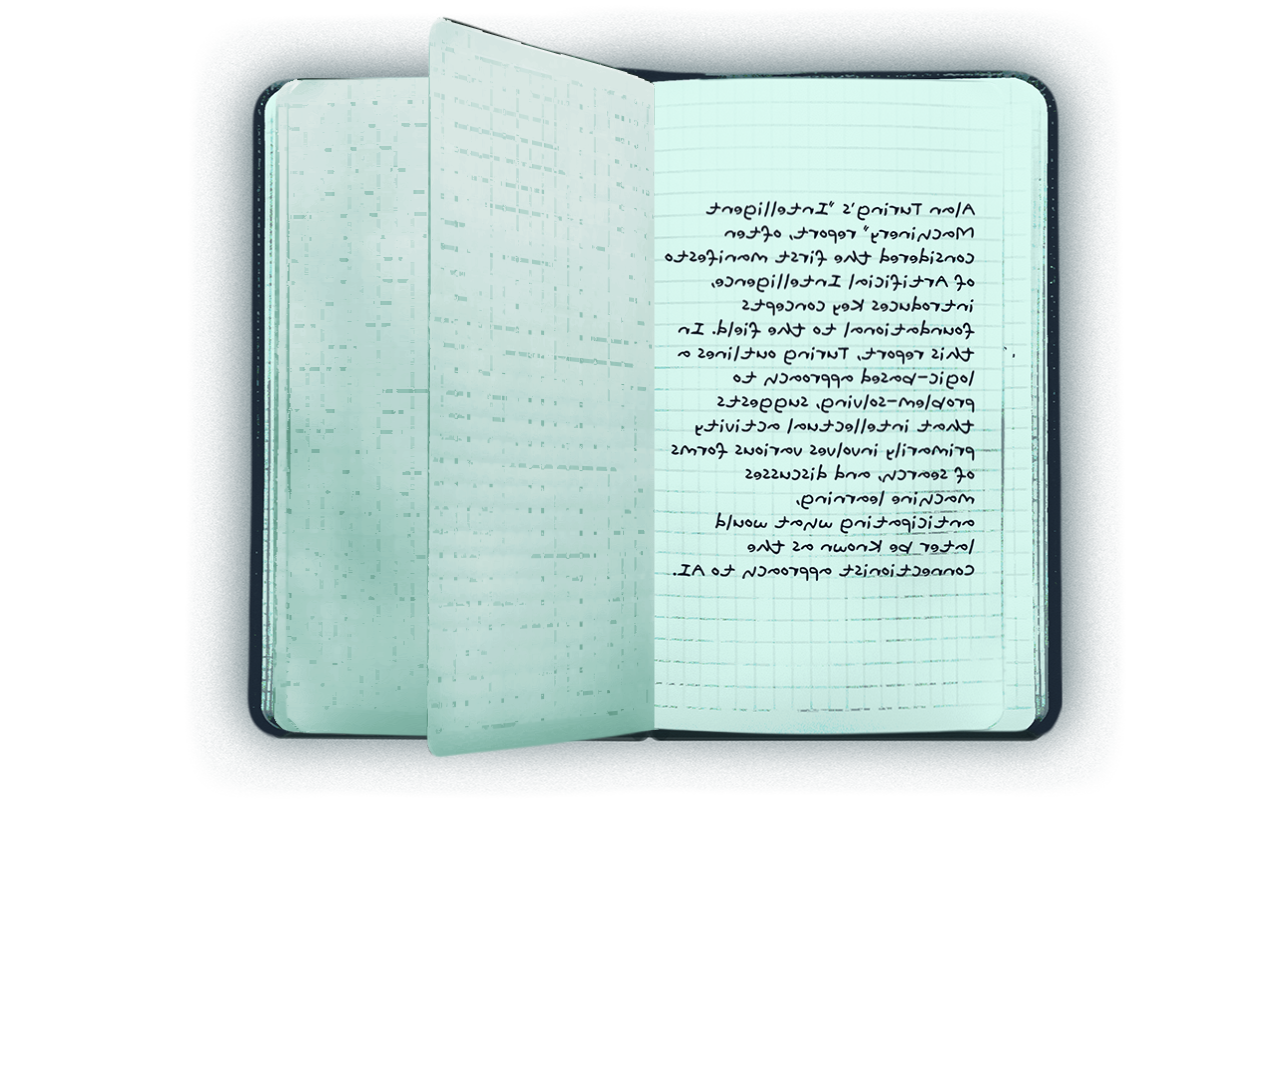 Alan Turing's "Intelligent
Machinery" report, often
considered the first manifesto
of Artificial Intelligence,
introduces key concepts
foundational to the field. In
this report, Turing outlines a
logic-based approach to
problem-solving, suggests
that intellectual activity
primarily involves various forms
of search, and discusses
machine learning,
anticipating what would
later be known as the
connectionist approach to AI.